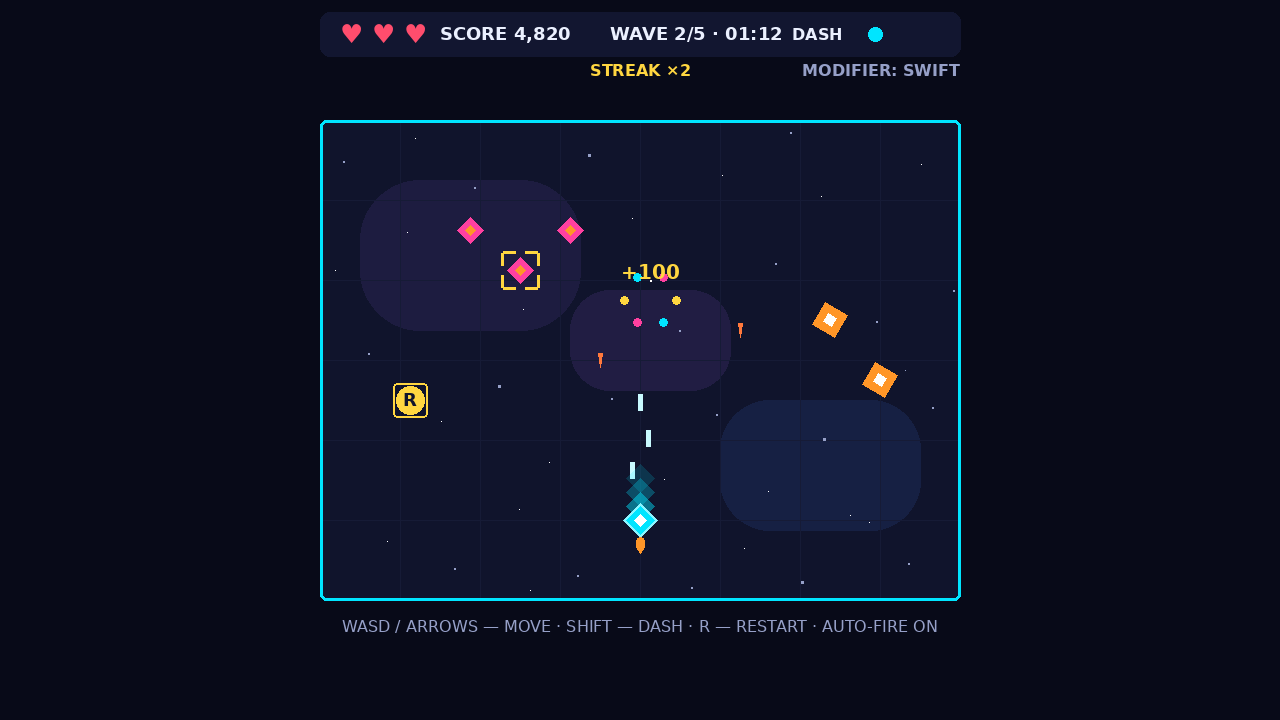 SCORE 4,820 WAVE 2/5 · 01:12 DASH
STREAK ×2 MODIFIER: SWIFT
+100
R
WASD / ARROWS — MOVE · SHIFT — DASH · R — RESTART · AUTO-FIRE ON